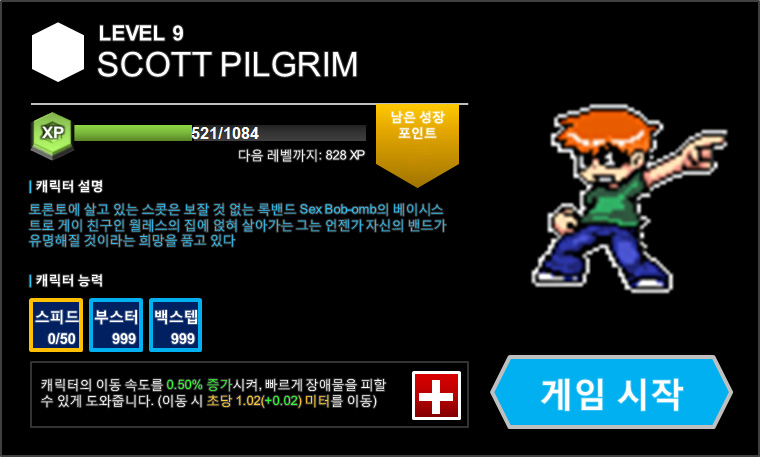 LEVEL 9
SCOTT PILGRIM
XP
521/1084
남은 성장
포인트
다음 레벨까지: 828 XP
캐릭터 설명
토론토에 살고 있는 스콧은 보잘 것 없는 록밴드 Sex Bob-omb의 베이시스
트로 게이 친구인 월레스의 집에 얹혀 살아가는 그는 언젠가 자신의 밴드가
유명해질 것이라는 희망을 품고 있다
캐릭터 능력
스피드
0/50
부스터
999
백스텝
999
캐릭터의 이동 속도를 0.50% 증가시켜, 빠르게 장애물을 피할
수 있게 도와줍니다. (이동 시 초당 1.02(+0.02) 미터를 이동)
게임 시작